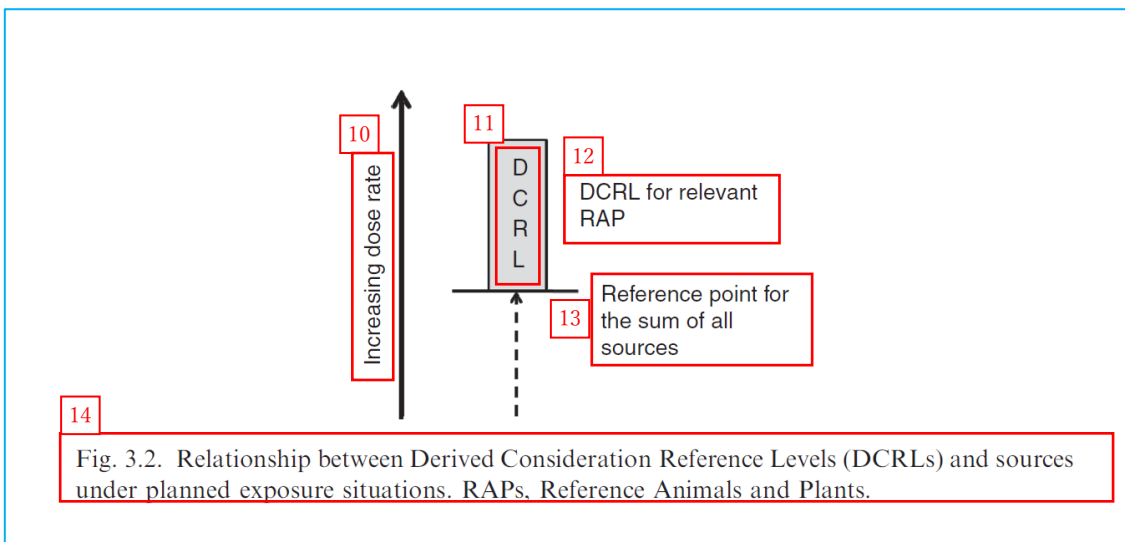 10
Increasing dose rate
11
D
C
R
L
12
DCRL for relevant
RAP
13
Reference point for
the sum of all
sources
14
Fig. 3.2. Relationship between Derived Consideration Reference Levels (DCRLs) and sources
under planned exposure situations. RAPs, Reference Animals and Plants.